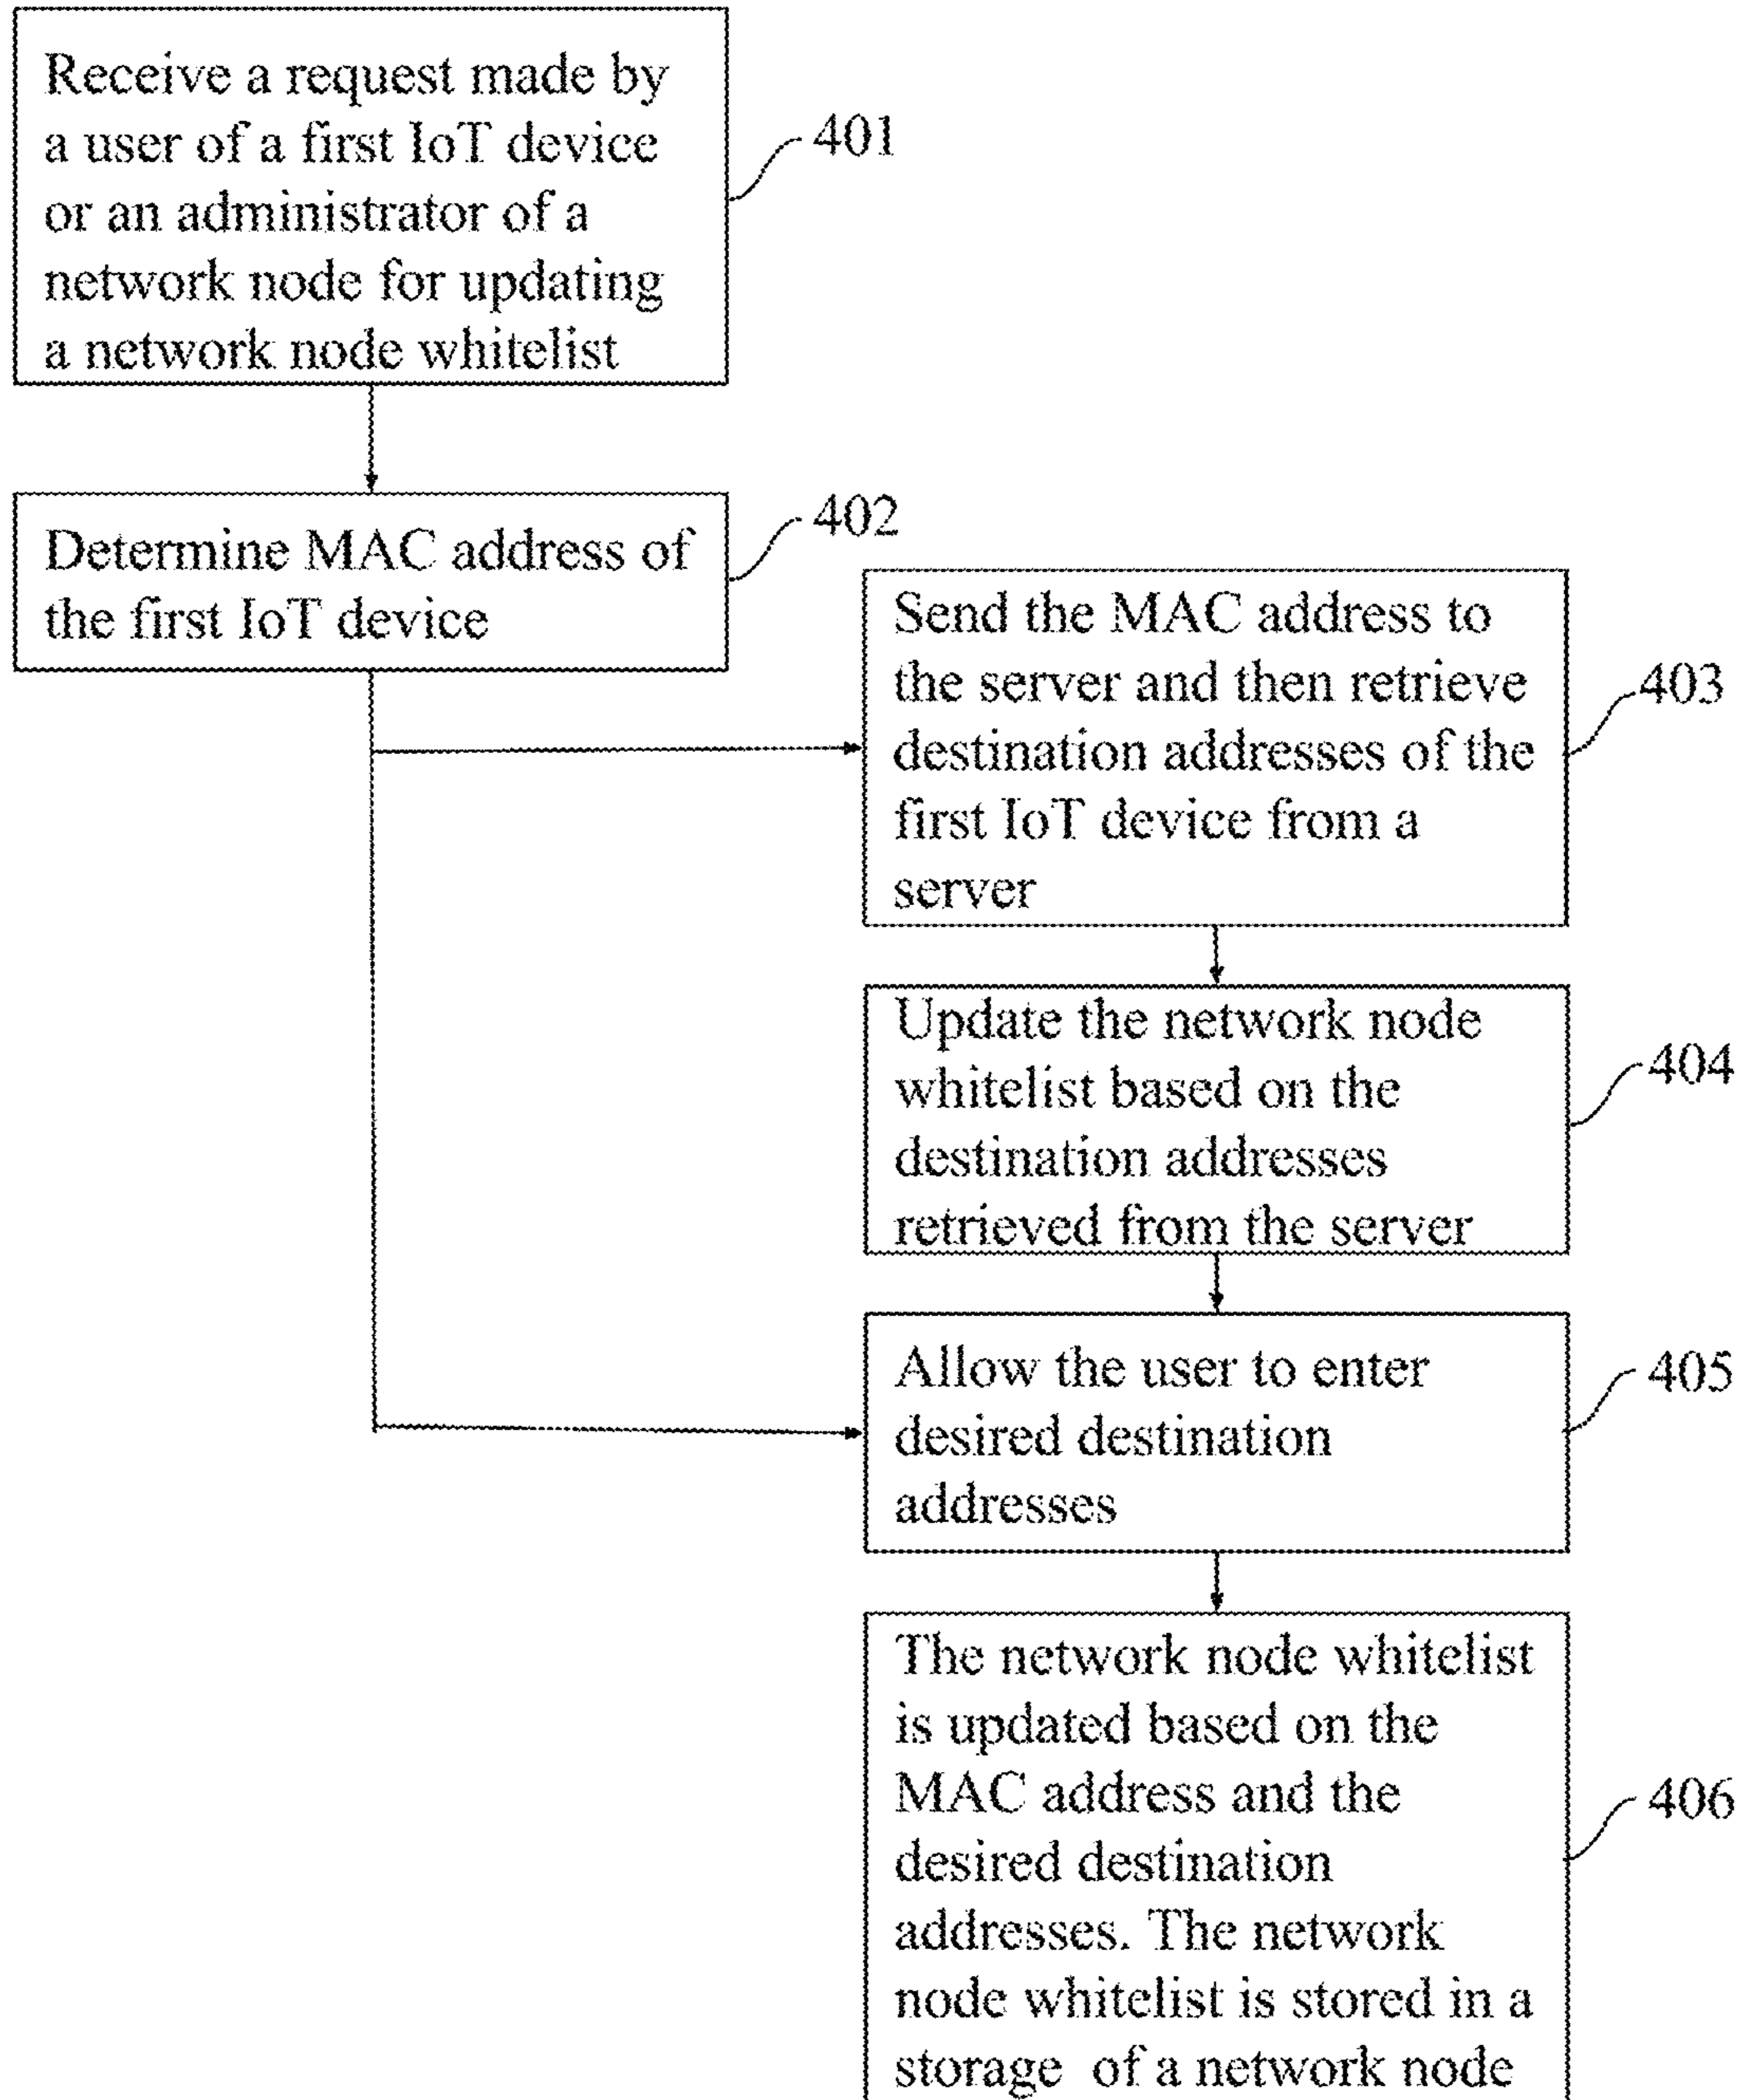 Receive a request made by
a user of a first IoT device
or an administrator of a
network node for updating
a network node whitelist
401
Determine MAC address of
the first IoT device
402
Send the MAC address to
the server and then retrieve
destination addresses of the
first IoT device from a
server
403
Update the network node
whitelist based on the
destination addresses
retrieved from the server
404
Allow the user to enter
desired destination
addresses
405
The network node whitelist
is updated based on the
MAC address and the
desired destination
addresses. The network
node whitelist is stored in a
storage of a network node
406